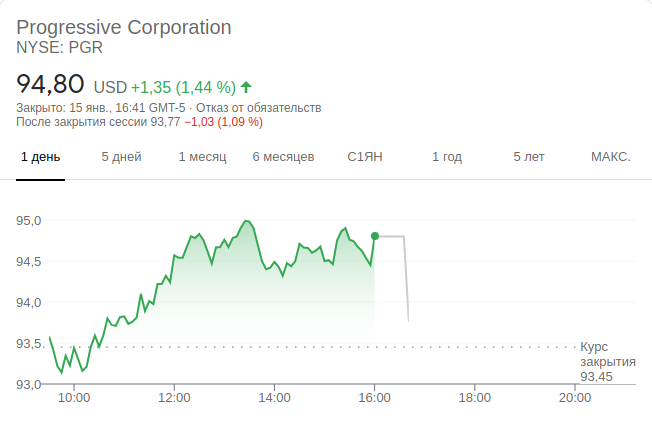 Progressive Corporation
NYSE: PGR
94,80 USD +1,35 (1,44 %)
Закрыто: 15 янв., 16:41 GMT-5 · Отказ от обязательств
После закрытия сессии 93,77 −1,03 (1,09 %)
1 день 5 дней 1 месяц 6 месяцев С1ЯН 1 год 5 лет МАКС.
95,0
94,5
94,0
93,5
93,0
Курс
закрытия
93,45
10:00 12:00 14:00 16:00 18:00 20:00